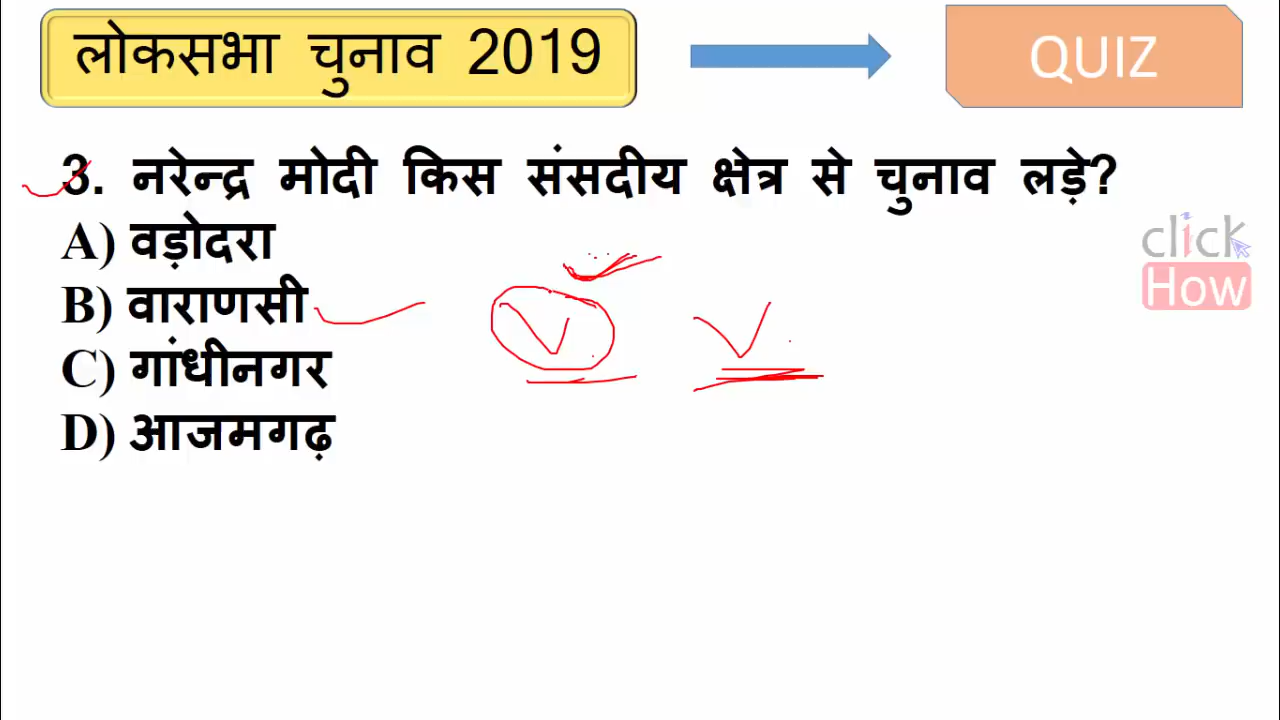 लोकसभा चुनाव 2019
QUIZ
3. नरेन्द्र मोदी किस संसदीय क्षेत्र से चुनाव लड़े?
A) वड़ोदरा
B) वाराणसी
C) गांधीनगर
D) आजमगढ़
V V
click
How